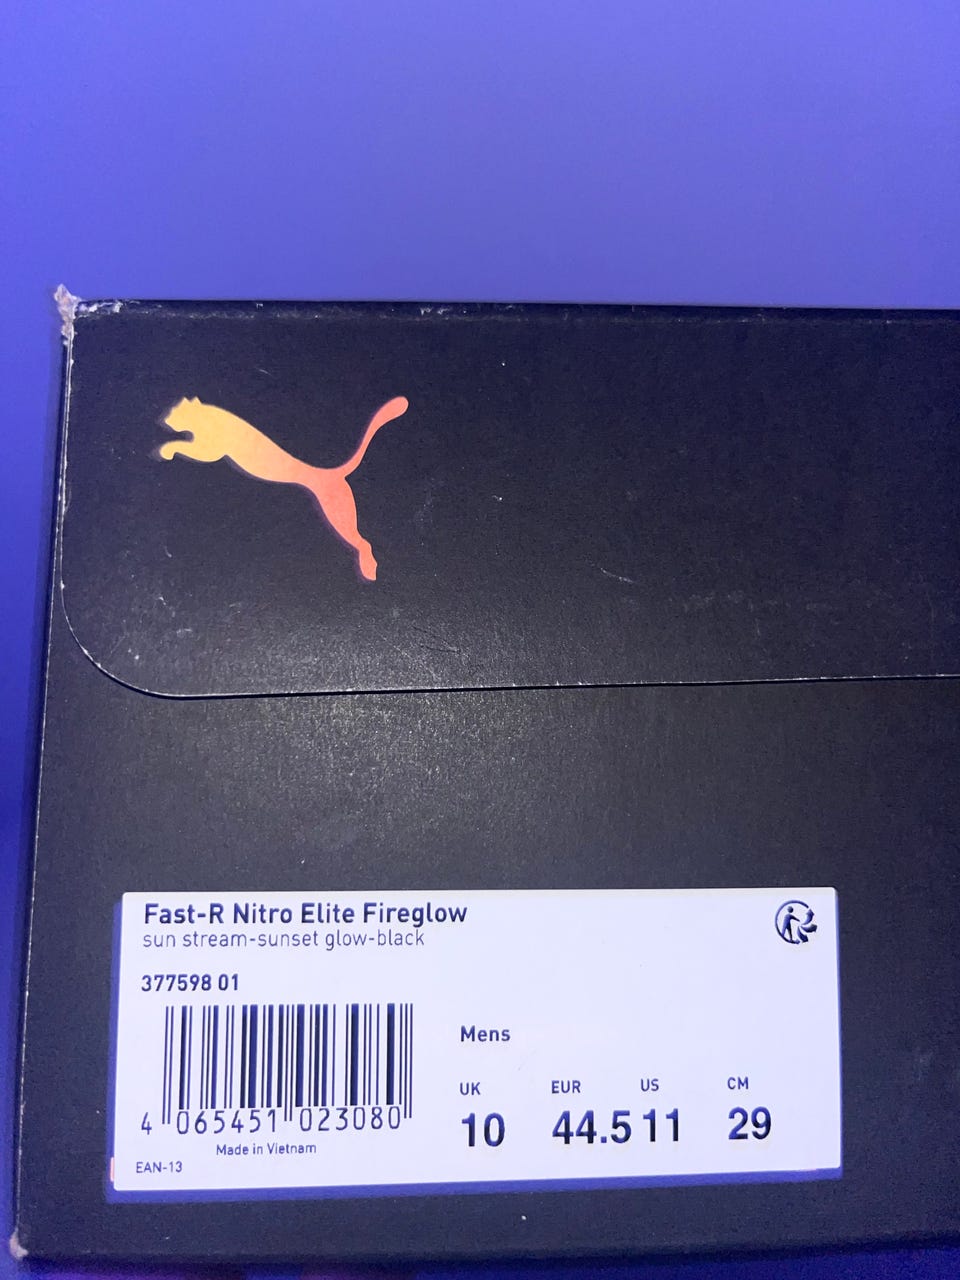 Fast-R Nitro Elite Fireglow
sun stream-sunset glow-black
377598 01
4 065451 023080
Made in Vietnam
EAN-13
Mens
UK EUR US CM
10 44.5 11 29